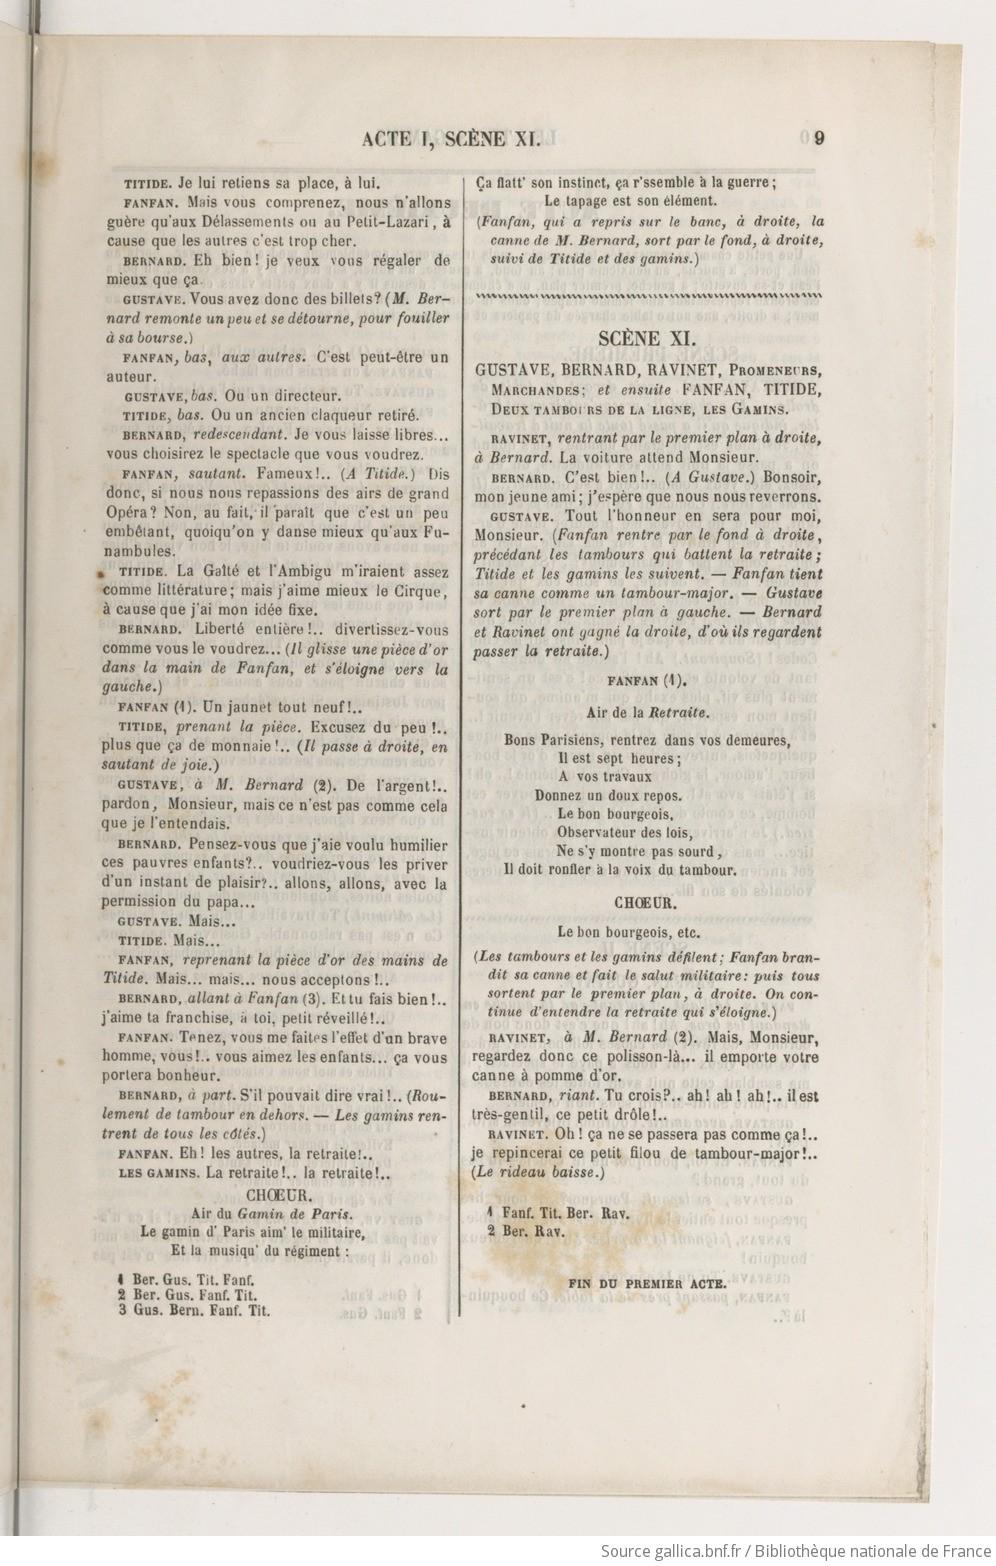 ACTE I, SCÈNE XI.
9
TITIDE. Je lui retiens sa place, à lui.
FANFAN. Mais vous comprenez, nous n'allons
guère qu'aux Délassements ou au Petit-Lazari, à
cause que les autres c'est trop cher.
BERNARD. Eh bien! je veux vous régaler de
mieux que ça
GUSTAVE. Vous avez donc des billets? (M. Ber-
nard remonte un peu et se détourne, pour fouiller
à sa bourse.)
FANFAN, bas, aux autres. C'est peut-être un
auteur.
GUSTAVE, bas. Ou un directeur.
TITIDE, bas. Ou un ancien claqueur retiré.
BERNARD, redescendant. Je vous laisse libres...
vous choisirez le spectacle que vous voudrez.
FANFAN, sautant. Fameux!.. (A Titide.) Dis
donc, si nous nous repassions des airs de grand
Opéra? Non, au fait, il paraît que c'est un peu
embêtant, quoiqu'on y danse mieux qu'aux Fu-
nambules.
TITIDE. La Gaîté et l'Ambigu m'iraient assez
comme littérature; mais j'aime mieux le Cirque,
à cause que j'ai mon idée fixe.
BERNARD. Liberté entière!.. divertissez-vous
comme vous le voudrez... (Il glisse une pièce d'or
dans la main de Fanfan, et s'éloigne vers la
gauche.)
FANFAN (1). Un jaunet tout neuf!..
TITIDE, prenant la pièce. Excusez du peu!..
plus que ça de monnaie!.. (Il passe à droite, en
sautant de joie.)
GUSTAVE, à M. Bernard (2). De l'argent!..
pardon, Monsieur, mais ce n'est pas comme cela
que je l'entendais.
BERNARD. Pensez-vous que j'aie voulu humilier
ces pauvres enfants?.. voudriez-vous les priver
d'un instant de plaisir?.. allons, allons, avec la
permission du papa...
GUSTAVE. Mais...
TITIDE. Mais...
FANFAN, reprenant la pièce d'or des mains de
Titide. Mais... mais... nous acceptons!..
BERNARD, allant à Fanfan (3). Et tu fais bien!..
j'aime ta franchise, à toi, petit réveillé!..
FANFAN. Tenez, vous me faites l'effet d'un brave
homme, vous!.. vous aimez les enfants... ça vous
portera bonheur.
BERNARD, à part. S'il pouvait dire vrai!.. (Rou-
lement de tambour en dehors. — Les gamins ren-
trent de tous les côtés.)
FANFAN. Eh! les autres, la retraite!..
LES GAMINS. La retraite!.. la retraite!..
CHŒUR.
Air du Gamin de Paris.
Le gamin d' Paris aim' le militaire,
Et la musiqu' du régiment :
1 Ber. Gus. Tit. Fanf.
2 Ber. Gus. Fanf. Tit.
3 Gus. Bern. Fanf. Tit.
Ça flatt' son instinct, ça r'ssemble à la guerre;
Le tapage est son élément.
(Fanfan, qui a repris sur le banc, à droite, la
canne de M. Bernard, sort par le fond, à droite,
suivi de Titide et des gamins.)
SCÈNE XI.
GUSTAVE, BERNARD, RAVINET, PROMENEURS,
MARCHANDES; et ensuite FANFAN, TITIDE,
DEUX TAMBOURS DE LA LIGNE, LES GAMINS.
RAVINET, rentrant par le premier plan à droite,
à Bernard. La voiture attend Monsieur.
BERNARD. C'est bien!.. (A Gustave.) Bonsoir,
mon jeune ami; j'espère que nous nous reverrons.
GUSTAVE. Tout l'honneur en sera pour moi,
Monsieur. (Fanfan rentre par le fond à droite,
précédant les tambours qui battent la retraite;
Titide et les gamins les suivent. — Fanfan tient
sa canne comme un tambour-major. — Gustave
sort par le premier plan à gauche. — Bernard
et Ravinet ont gagné la droite, d'où ils regardent
passer la retraite.)
FANFAN (1).
Air de la Retraite.
Bons Parisiens, rentrez dans vos demeures,
Il est sept heures;
A vos travaux
Donnez un doux repos.
Le bon bourgeois,
Observateur des lois,
Ne s'y montre pas sourd,
Il doit ronfler à la voix du tambour.
CHŒUR.
Le bon bourgeois, etc.
(Les tambours et les gamins défilent; Fanfan bran-
dit sa canne et fait le salut militaire: puis tous
sortent par le premier plan, à droite. On con-
tinue d'entendre la retraite qui s'éloigne.)
RAVINET, à M. Bernard (2). Mais, Monsieur,
regardez donc ce polisson-là... il emporte votre
canne à pomme d'or.
BERNARD, riant. Tu crois?.. ah! ah! ah!.. il est
très-gentil, ce petit drôle!..
RAVINET. Oh! ça ne se passera pas comme ça!..
je repincerai ce petit filou de tambour-major!..
(Le rideau baisse.)
1 Fanf. Tit. Ber. Rav.
2 Ber. Rav.
FIN DU PREMIER ACTE.
Source gallica.bnf.fr / Bibliothèque nationale de France